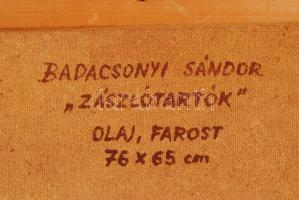 BADACSONYI SÁNDOR
„ZÁSZLÓTARTÓK"
OLAJ, FAROST
76 x 65 cm